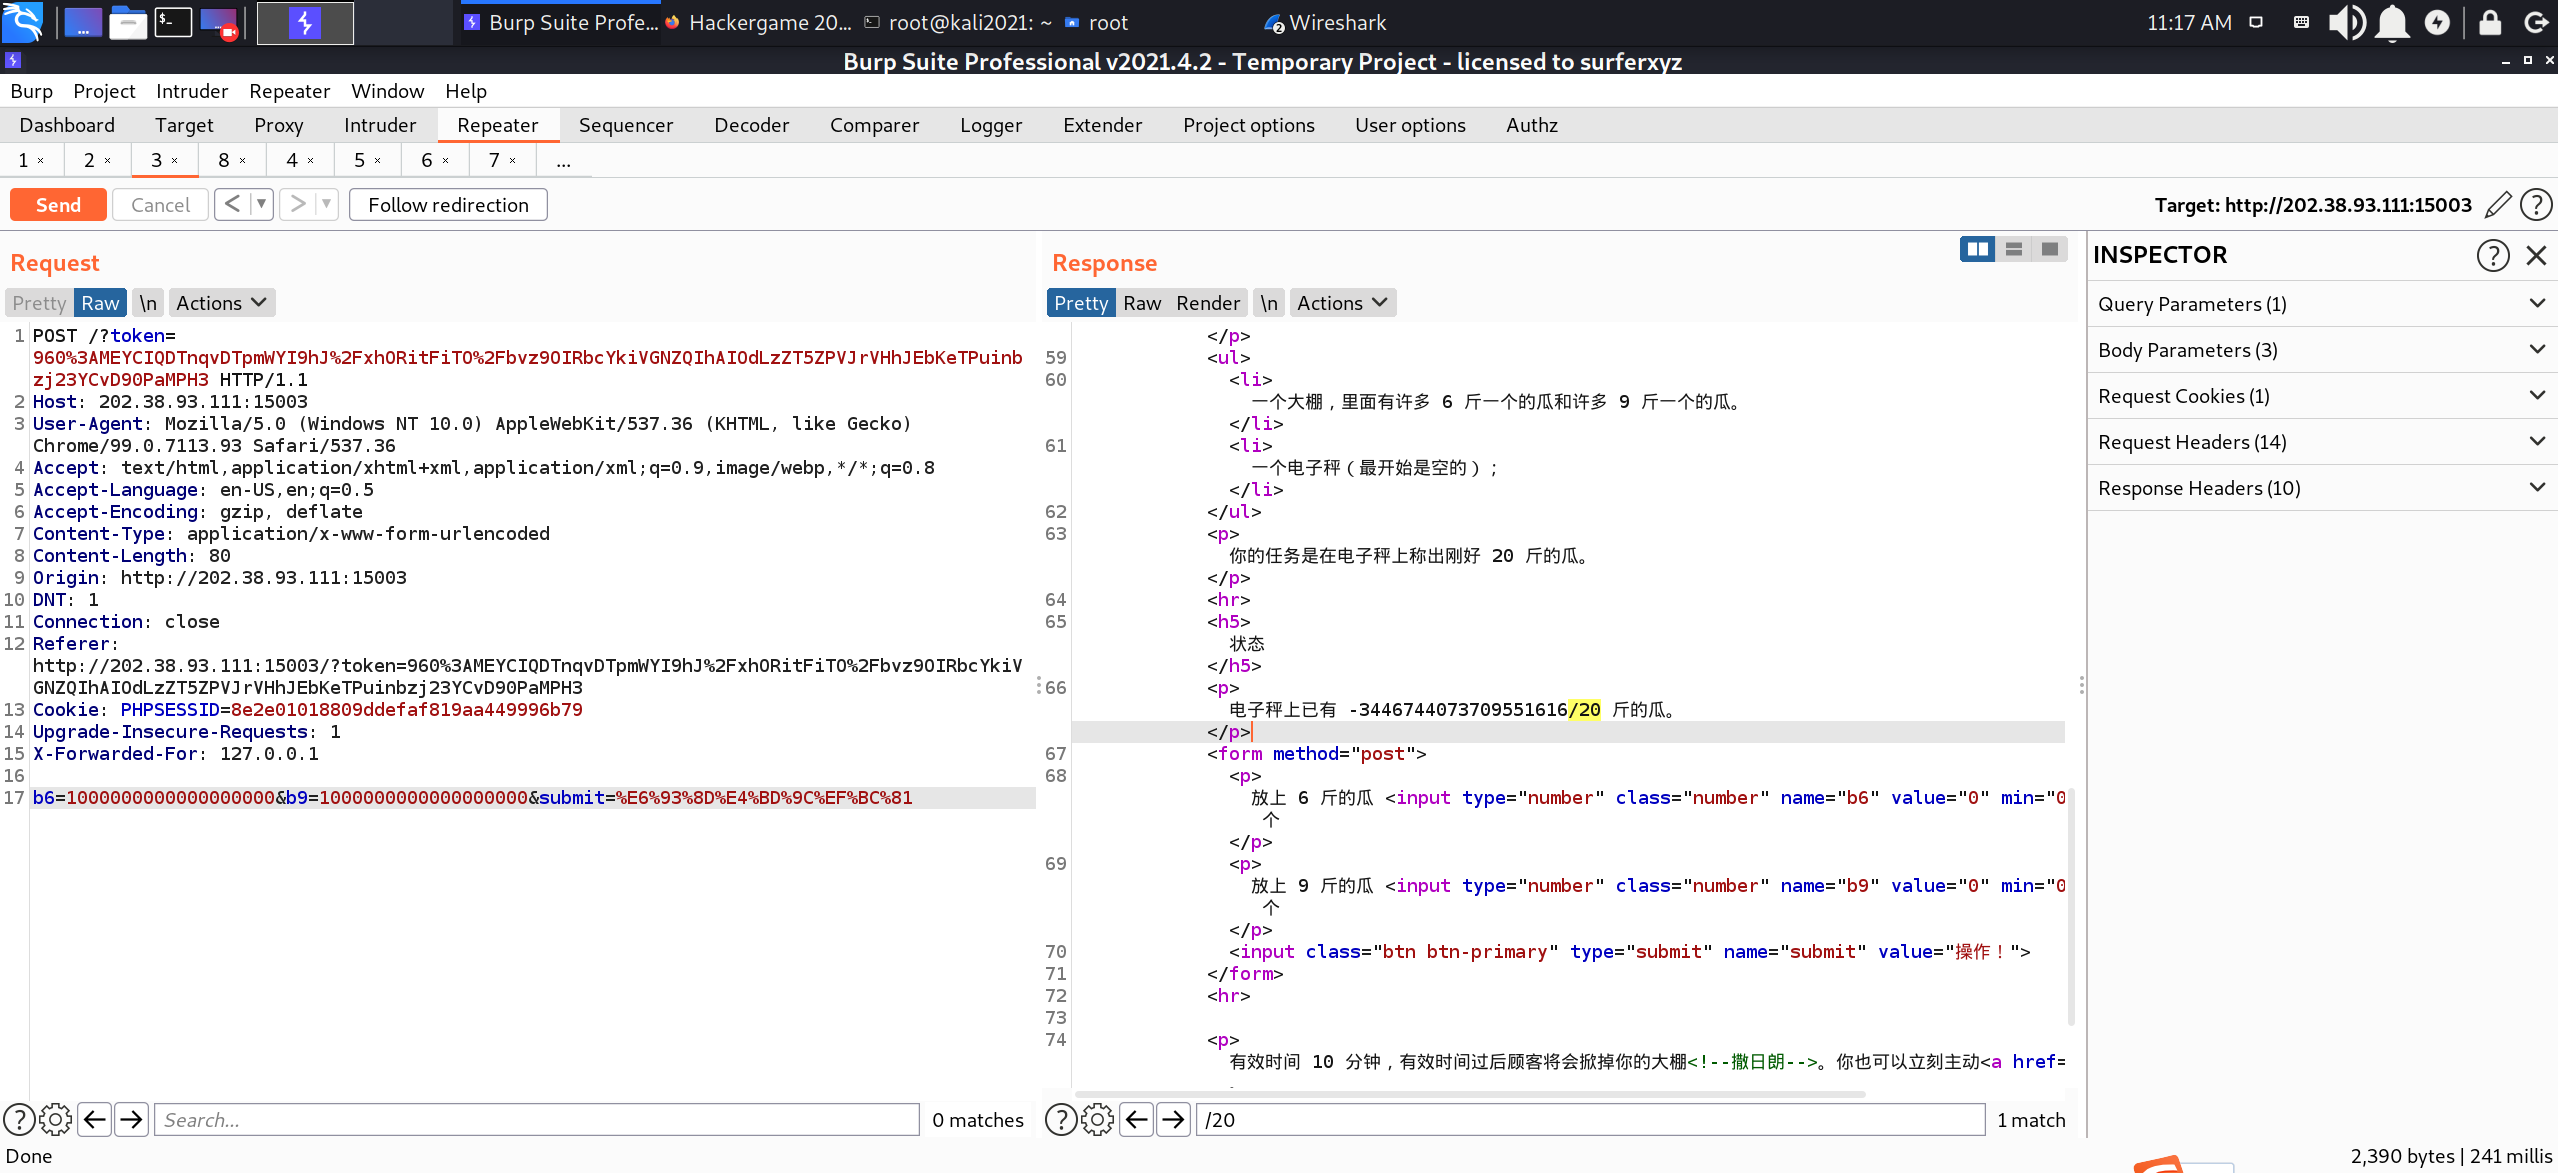 Burp Suite Profe...
Hackergame 20...
root@kali2021: ~
root
Wireshark
11:17 AM
Burp Suite Professional v2021.4.2 - Temporary Project - licensed to surferxyz
Burp Project Intruder Repeater Window Help
Dashboard Target Proxy Intruder Repeater Sequencer Decoder Comparer Logger Extender Project options User options Authz
1 × 2 × 3 × 8 × 4 × 5 × 6 × 7 × ...
Send Cancel < ▼ > ▼ Follow redirection
Target: http://202.38.93.111:15003
Request
Pretty Raw \n Actions
1 POST /?token=
960%3AMEYCIQDTnqvDTpmWYI9hJ%2FxhORitFiTO%2Fbvz9OIRbcYkiVGNZQIhAIOdLzZT5ZPVJrVHhJEbKeTPuinb
zj23YCvD90PaMPH3 HTTP/1.1
2 Host: 202.38.93.111:15003
3 User-Agent: Mozilla/5.0 (Windows NT 10.0) AppleWebKit/537.36 (KHTML, like Gecko)
Chrome/99.0.7113.93 Safari/537.36
4 Accept: text/html,application/xhtml+xml,application/xml;q=0.9,image/webp,*/*;q=0.8
5 Accept-Language: en-US,en;q=0.5
6 Accept-Encoding: gzip, deflate
7 Content-Type: application/x-www-form-urlencoded
8 Content-Length: 80
9 Origin: http://202.38.93.111:15003
10 DNT: 1
11 Connection: close
12 Referer:
http://202.38.93.111:15003/?token=960%3AMEYCIQDTnqvDTpmWYI9hJ%2FxhORitFiTO%2Fbvz9OIRbcYkiV
GNZQIhAIOdLzZT5ZPVJrVHhJEbKeTPuinbzj23YCvD90PaMPH3
13 Cookie: PHPSESSID=8e2e01018809ddefaf819aa449996b79
14 Upgrade-Insecure-Requests: 1
15 X-Forwarded-For: 127.0.0.1
16
17 b6=1000000000000000000&b9=1000000000000000000&submit=%E6%93%8D%E4%BD%9C%EF%BC%81
Search...
0 matches
Response
Pretty Raw Render \n Actions
</p>
59 <ul>
60 <li>
一个大棚，里面有许多 6 斤一个的瓜和许多 9 斤一个的瓜。
</li>
61 <li>
一个电子秤（最开始是空的）；
</li>
62 </ul>
63 <p>
你的任务是在电子秤上称出刚好 20 斤的瓜。
</p>
64 <hr>
65 <h5>
状态
</h5>
66 <p>
电子秤上已有 -3446744073709551616/20 斤的瓜。
</p>
67 <form method="post">
68 <p>
放上 6 斤的瓜 <input type="number" class="number" name="b6" value="0" min="0
个
</p>
69 <p>
放上 9 斤的瓜 <input type="number" class="number" name="b9" value="0" min="0
个
</p>
70 <input class="btn btn-primary" type="submit" name="submit" value="操作！">
71 </form>
72 <hr>
73
74 <p>
有效时间 10 分钟，有效时间过后顾客将会掀掉你的大棚<!--撒日朗-->。你也可以立刻主动<a href=
/20
1 match
INSPECTOR
Query Parameters (1)
Body Parameters (3)
Request Cookies (1)
Request Headers (14)
Response Headers (10)
Done
2,390 bytes | 241 millis